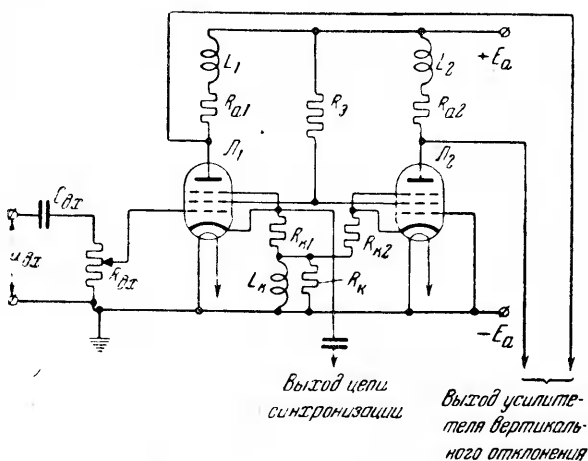 L₁
L₂
+Eₐ
Rₐ₁
Rэ
Rₐ₂
Л₁
Л₂
Cвх
Rк1
Rк2
uвх
Rвх
Lк
Rк
−Eₐ
Выход цепи
синхронизации
Выход усилите-
теля вертикаль-
ного отклонения